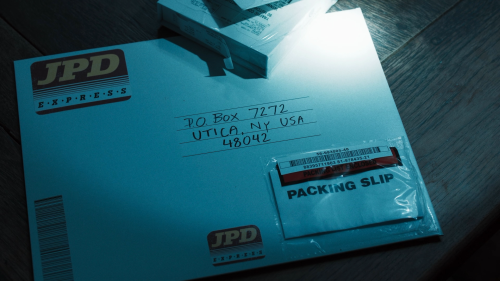 JPD
E·X·P·R·E·S·S
P.O. BOX 7272
UTICA, NY USA
48042
PACKING SLIP
JPD
EXPRESS